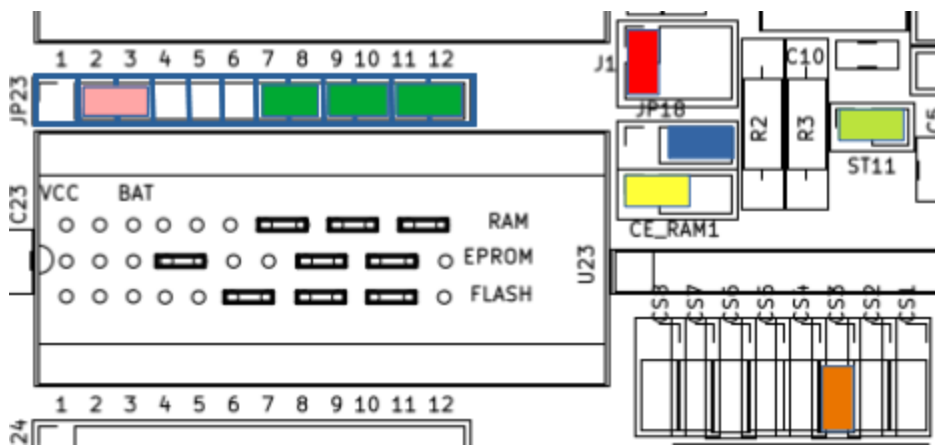 1 2 3 4 5 6 7 8 9 10 11 12
JP23
J1
JP18
C10
R2
R3
ST11
C23
VCC BAT
RAM
EPROM
FLASH
CE_RAM1
U23
CS7
CS6
CS5
CS4
CS3
CS2
CS1
1 2 3 4 5 6 7 8 9 10 11 12
24